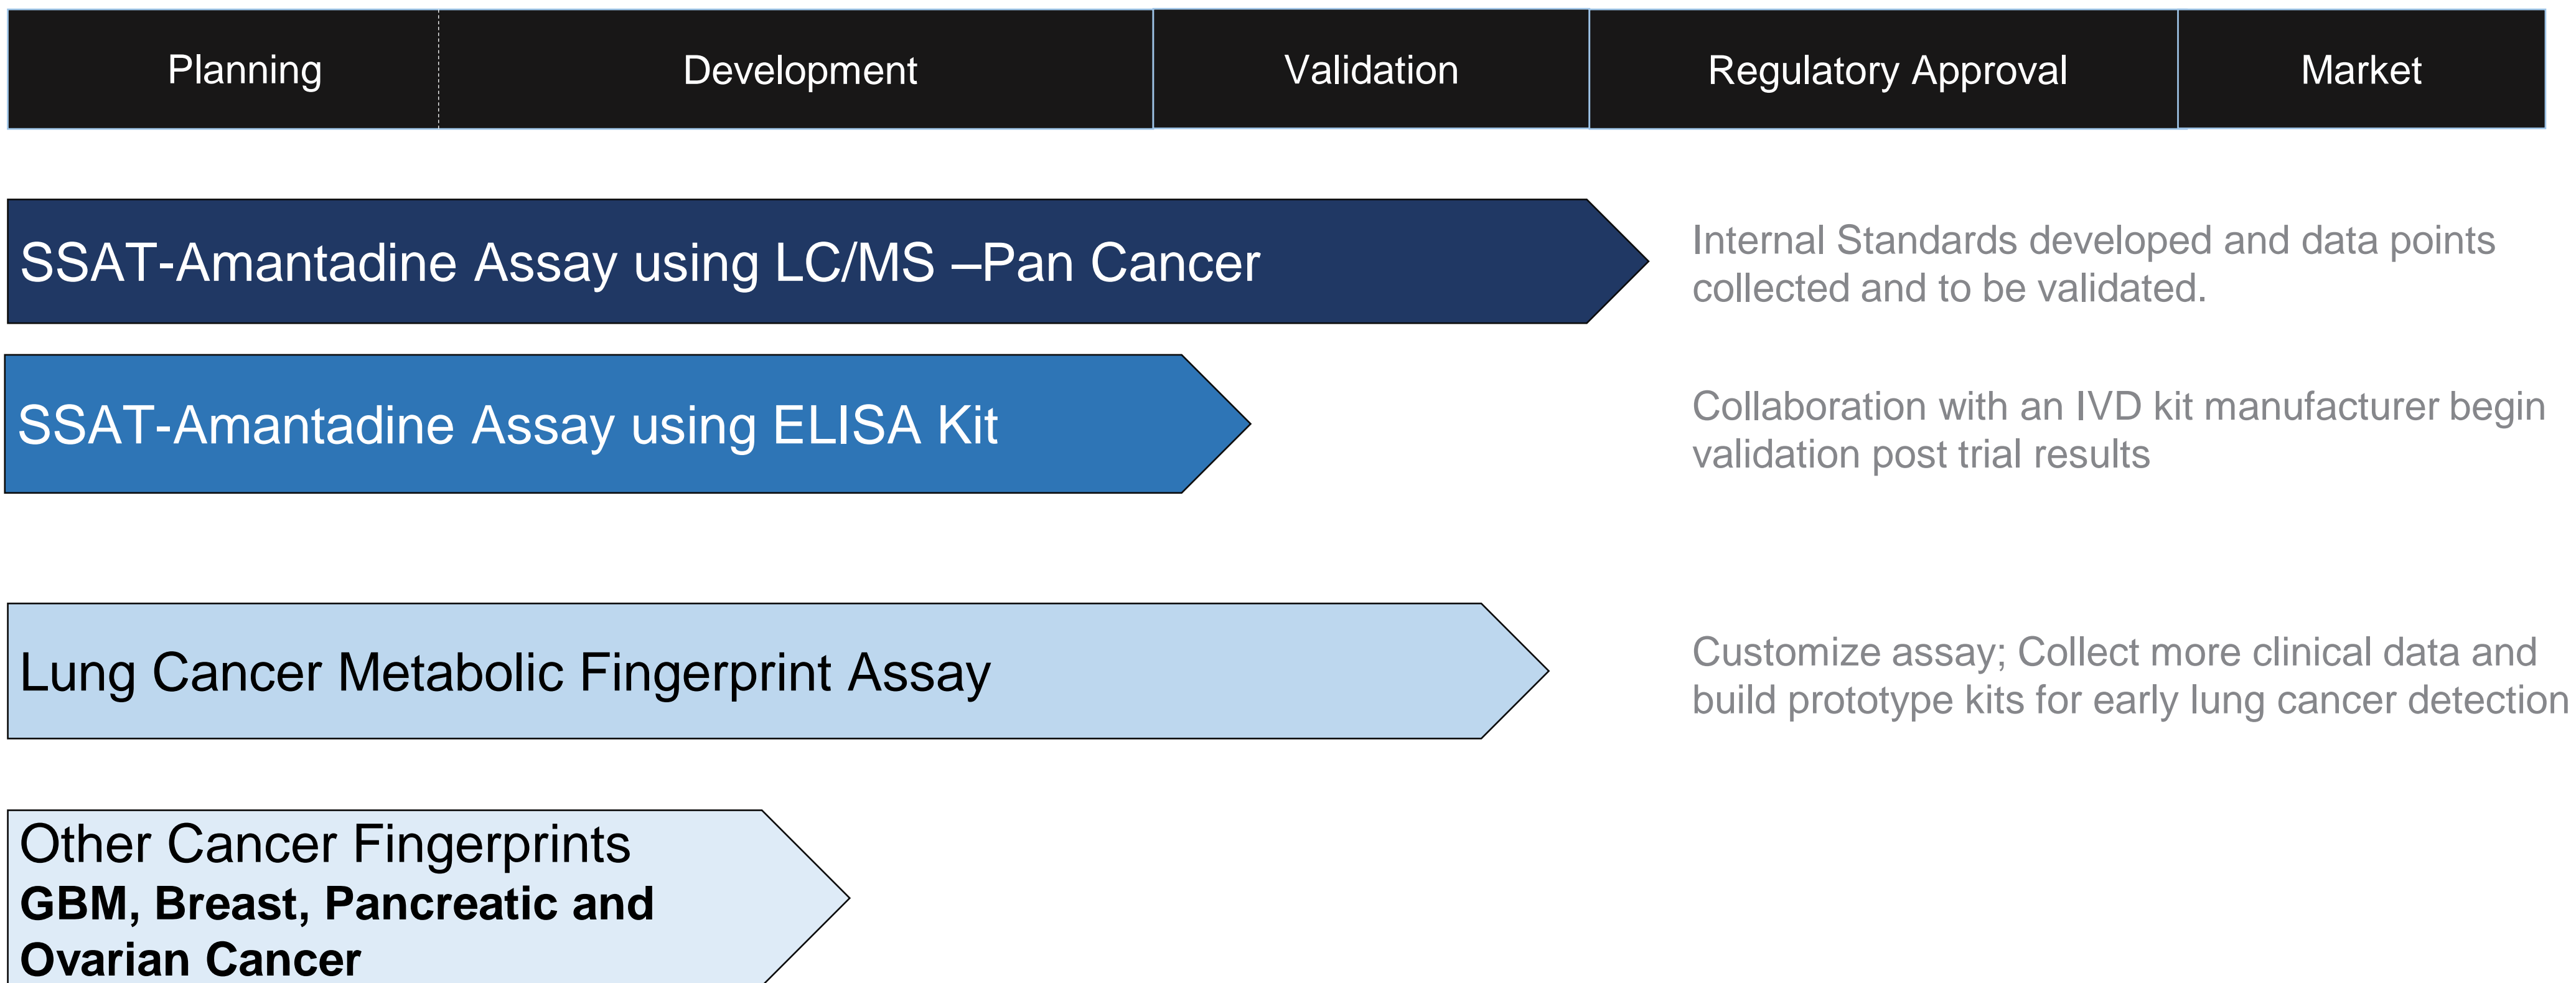 Planning Development Validation Regulatory Approval Market
SSAT-Amantadine Assay using LC/MS –Pan Cancer
Internal Standards developed and data points
collected and to be validated.
SSAT-Amantadine Assay using ELISA Kit
Collaboration with an IVD kit manufacturer begin
validation post trial results
Lung Cancer Metabolic Fingerprint Assay
Customize assay; Collect more clinical data and
build prototype kits for early lung cancer detection
Other Cancer Fingerprints
GBM, Breast, Pancreatic and
Ovarian Cancer